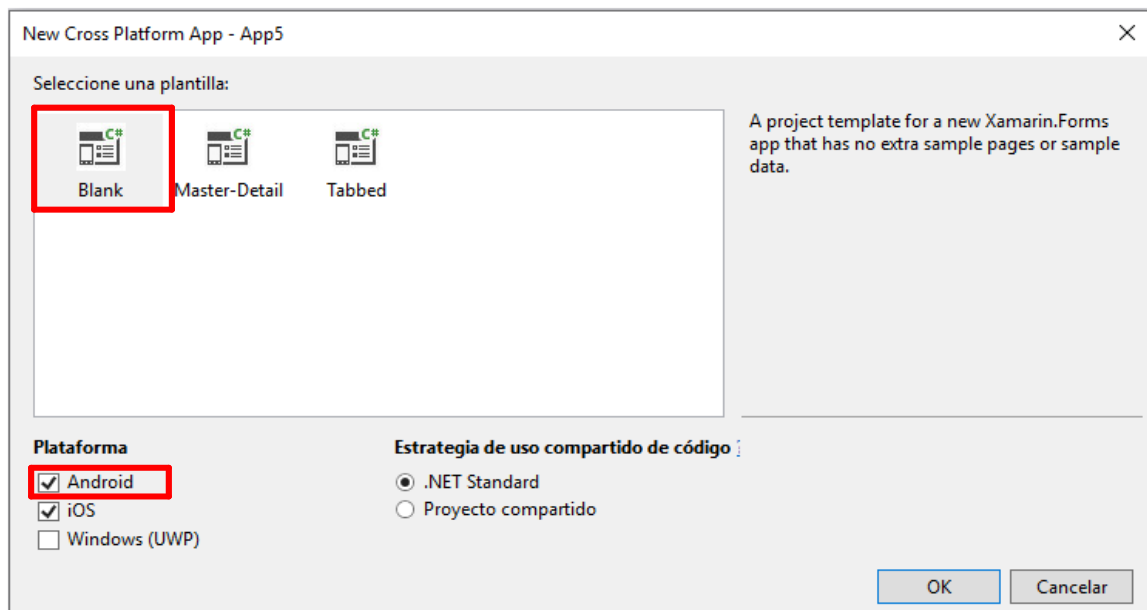 New Cross Platform App - App5
Seleccione una plantilla:
C# C# C#
Blank Master-Detail Tabbed
A project template for a new Xamarin.Forms
app that has no extra sample pages or sample
data.
Plataforma
Android
iOS
Windows (UWP)
Estrategia de uso compartido de código ?
.NET Standard
Proyecto compartido
OK Cancelar